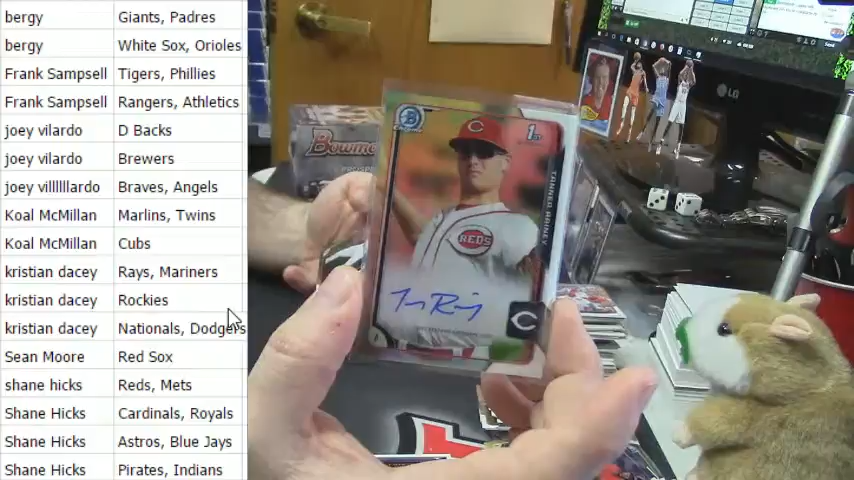 bergy Giants, Padres
bergy White Sox, Orioles
Frank Sampsell Tigers, Phillies
Frank Sampsell Rangers, Athletics
joey vilardo D Backs
joey vilardo Brewers
joey villlllardo Braves, Angels
Koal McMillan Marlins, Twins
Koal McMillan Cubs
kristian dacey Rays, Mariners
kristian dacey Rockies
kristian dacey Nationals, Dodgers
Sean Moore Red Sox
shane hicks Reds, Mets
Shane Hicks Cardinals, Royals
Shane Hicks Astros, Blue Jays
Shane Hicks Pirates, Indians
Bowman
B
Chrome
1st
C
TANNER RAINEY
REDS
C
LG